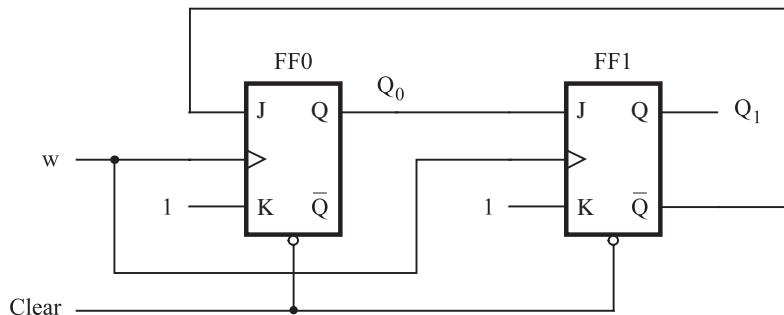 FF0 FF1
J Q Q₀ J Q Q₁
w
1 K Q̅ 1 K Q̅
Clear